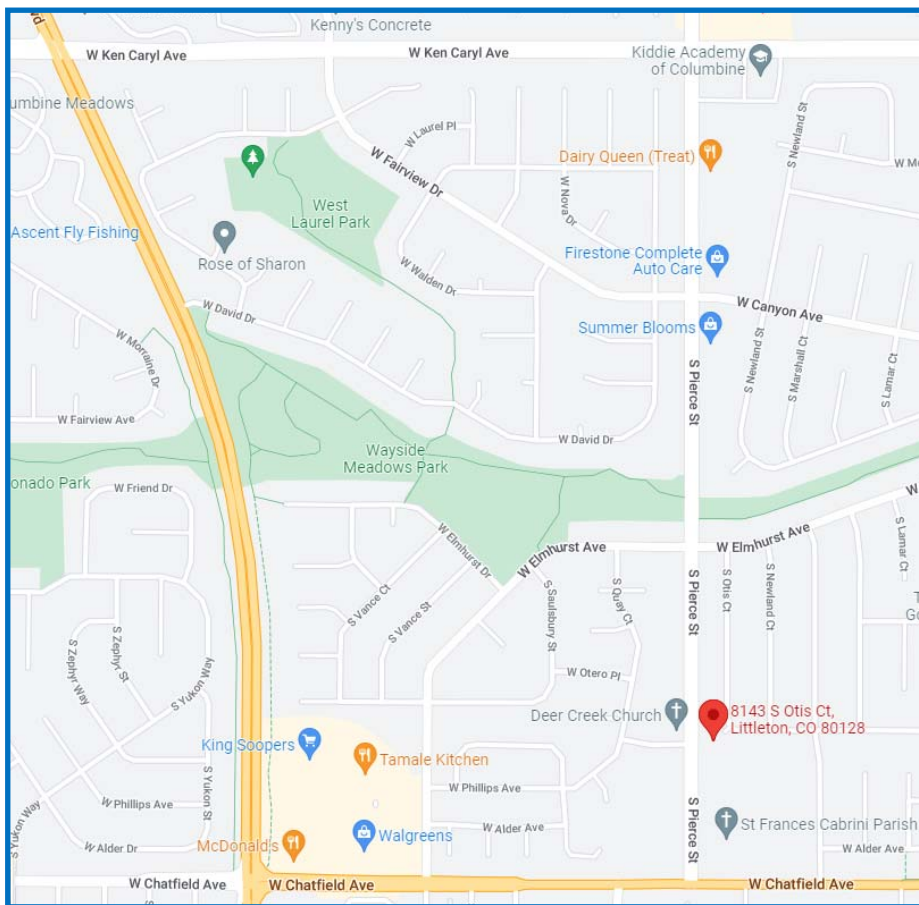 Kenny's Concrete
W Ken Caryl Ave
W Ken Caryl Ave
Kiddie Academy
of Columbine
umbine Meadows
W Laurel Pl
W Fairview Dr
Dairy Queen (Treat)
S Newland St
West
Laurel Park
W Nova Dr
Ascent Fly Fishing
Rose of Sharon
W Walden Dr
Firestone Complete
Auto Care
W Canyon Ave
W David Dr
Summer Blooms
W Morraine Dr
S Pierce St
S Newland St
S Marshall Ct
S Lamar Ct
W Fairview Ave
W David Dr
Wayside
Meadows Park
onado Park
W Friend Dr
W Elmhurst Dr
W Elmhurst Ave
W Elmhurst Ave
S Lamar Ct
S Vance Ct
S Vance St
S Saulsbury St
S Quay Ct
S Pierce St
S Otis Ct
S Newland Ct
S Zephyr Way
S Zephyr St
S Yukon Way
W Otero Pl
Deer Creek Church
8143 S Otis Ct,
Littleton, CO 80128
King Soopers
Tamale Kitchen
S Yukon St
W Phillips Ave
W Phillips Ave
S Yukon Way
S Pierce St
W Alder Ave
St Frances Cabrini Parish
McDonald's
Walgreens
W Alder Dr
W Alder Ave
W Chatfield Ave
W Chatfield Ave
W Chatfield Ave